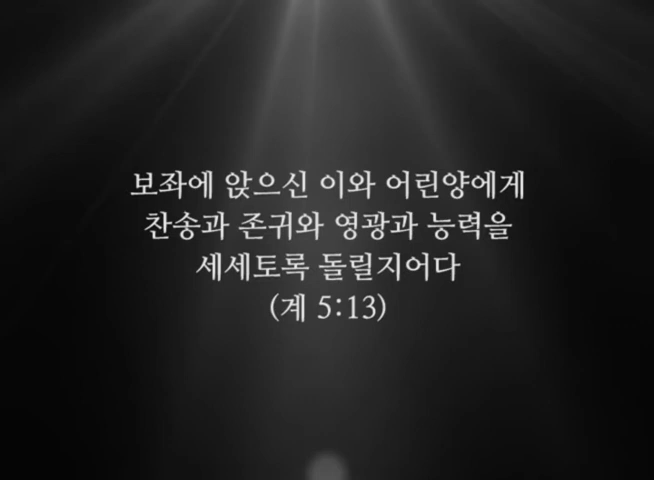 보좌에 앉으신 이와 어린양에게
찬송과 존귀와 영광과 능력을
세세토록 돌릴지어다
(계 5:13)